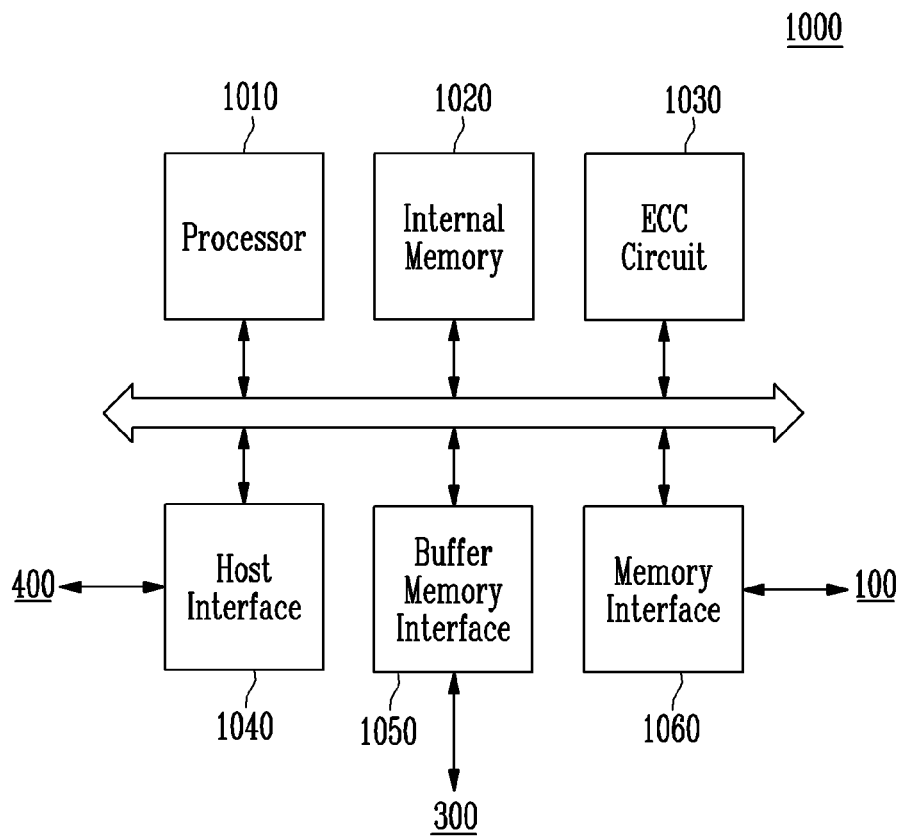 1000
1010
1020
1030
Processor
Internal
Memory
ECC
Circuit
400
Host
Interface
Buffer
Memory
Interface
Memory
Interface
100
1040
1050
1060
300